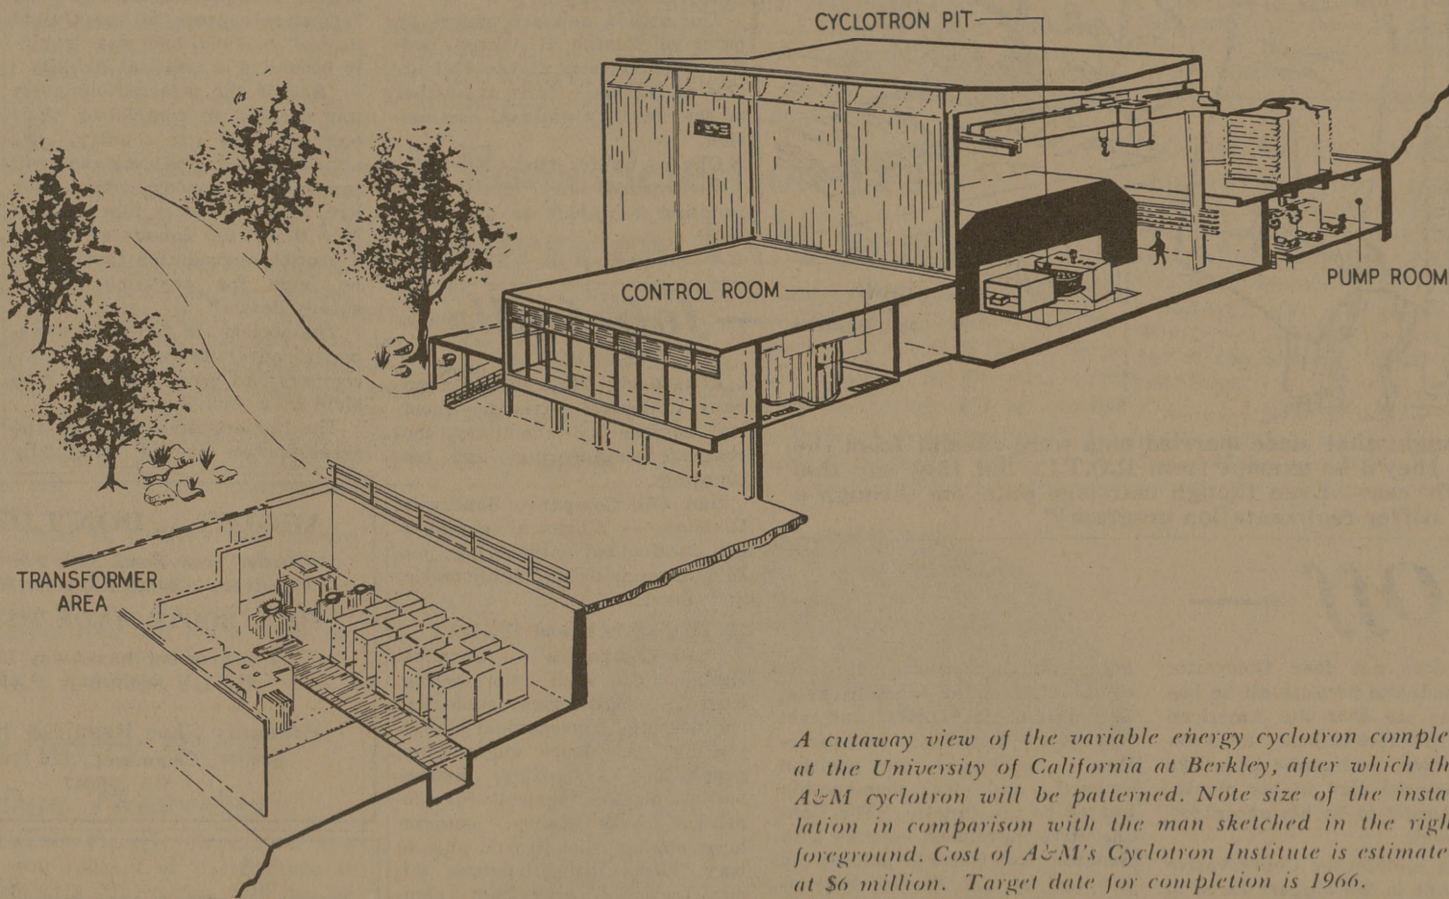 CYCLOTRON PIT
CONTROL ROOM
PUMP ROOM
TRANSFORMER
AREA
A cutaway view of the variable energy cyclotron comple
at the University of California at Berkley, after which th
A&M cyclotron will be patterned. Note size of the insta
lation in comparison with the man sketched in the righ
foreground. Cost of A&M's Cyclotron Institute is estimate
at $6 million. Target date for completion is 1966.